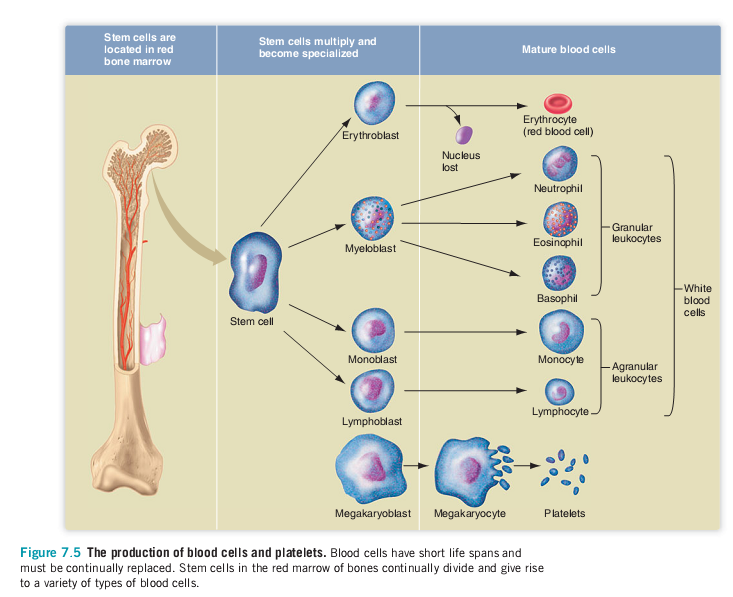 Stem cells are
located in red
bone marrow
Stem cells multiply and
become specialized
Mature blood cells
Erythroblast
Nucleus
lost
Erythrocyte
(red blood cell)
Neutrophil
Myeloblast
Eosinophil
Granular
leukocytes
Basophil
White
blood
cells
Stem cell
Monoblast
Monocyte
Agranular
leukocytes
Lymphoblast
Lymphocyte
Megakaryoblast
Megakaryocyte
Platelets
Figure 7.5 The production of blood cells and platelets. Blood cells have short life spans and
must be continually replaced. Stem cells in the red marrow of bones continually divide and give rise
to a variety of types of blood cells.